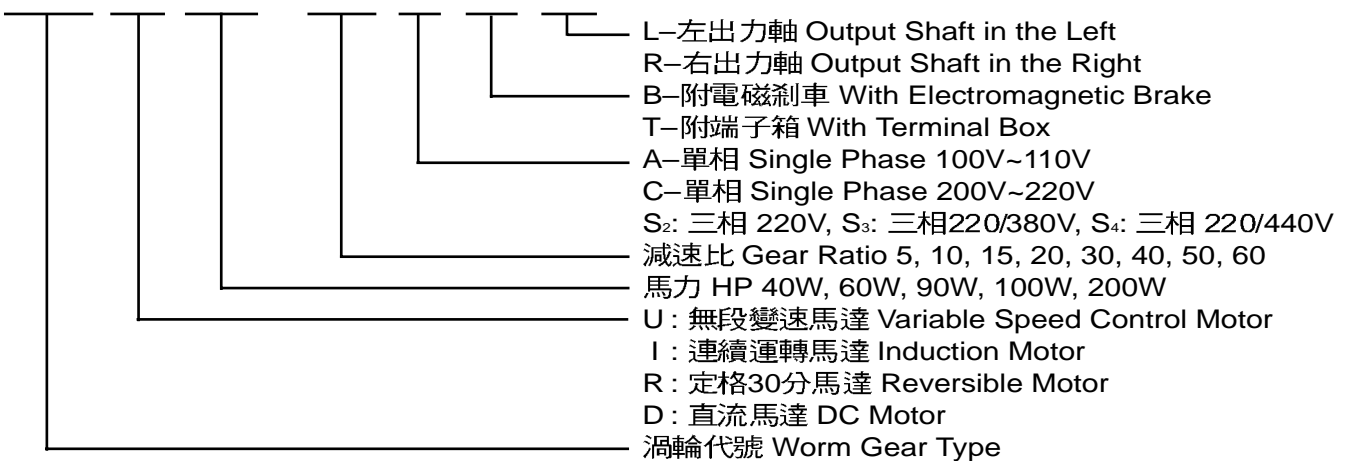 L–左出力軸 Output Shaft in the Left
R–右出力軸 Output Shaft in the Right
B–附電磁剎車 With Electromagnetic Brake
T–附端子箱 With Terminal Box
A–單相 Single Phase 100V~110V
C–單相 Single Phase 200V~220V
S₂: 三相 220V, S₃: 三相220/380V, S₄: 三相 220/440V
減速比 Gear Ratio 5, 10, 15, 20, 30, 40, 50, 60
馬力 HP 40W, 60W, 90W, 100W, 200W
U : 無段變速馬達 Variable Speed Control Motor
I : 連續運轉馬達 Induction Motor
R : 定格30分馬達 Reversible Motor
D : 直流馬達 DC Motor
渦輪代號 Worm Gear Type